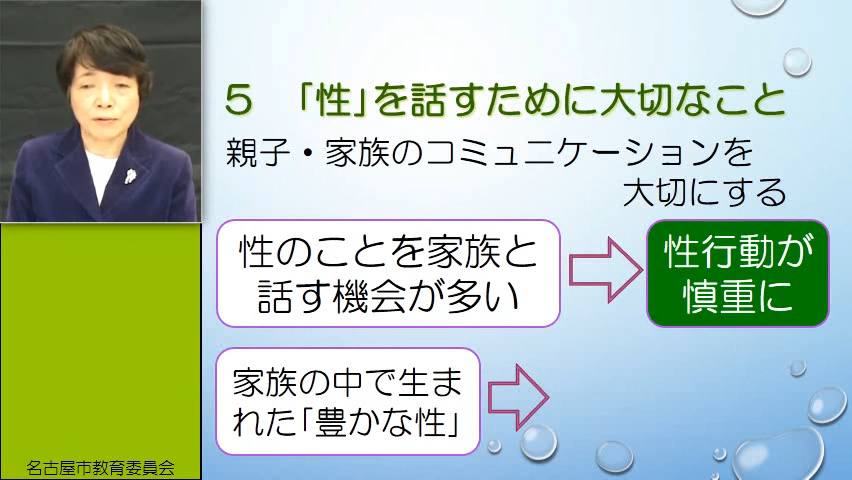 ５　「性」を話すために大切なこと
親子・家族のコミュニケーションを
大切にする
性のことを家族と
話す機会が多い
性行動が
慎重に
家族の中で生ま
れた「豊かな性」
名古屋市教育委員会